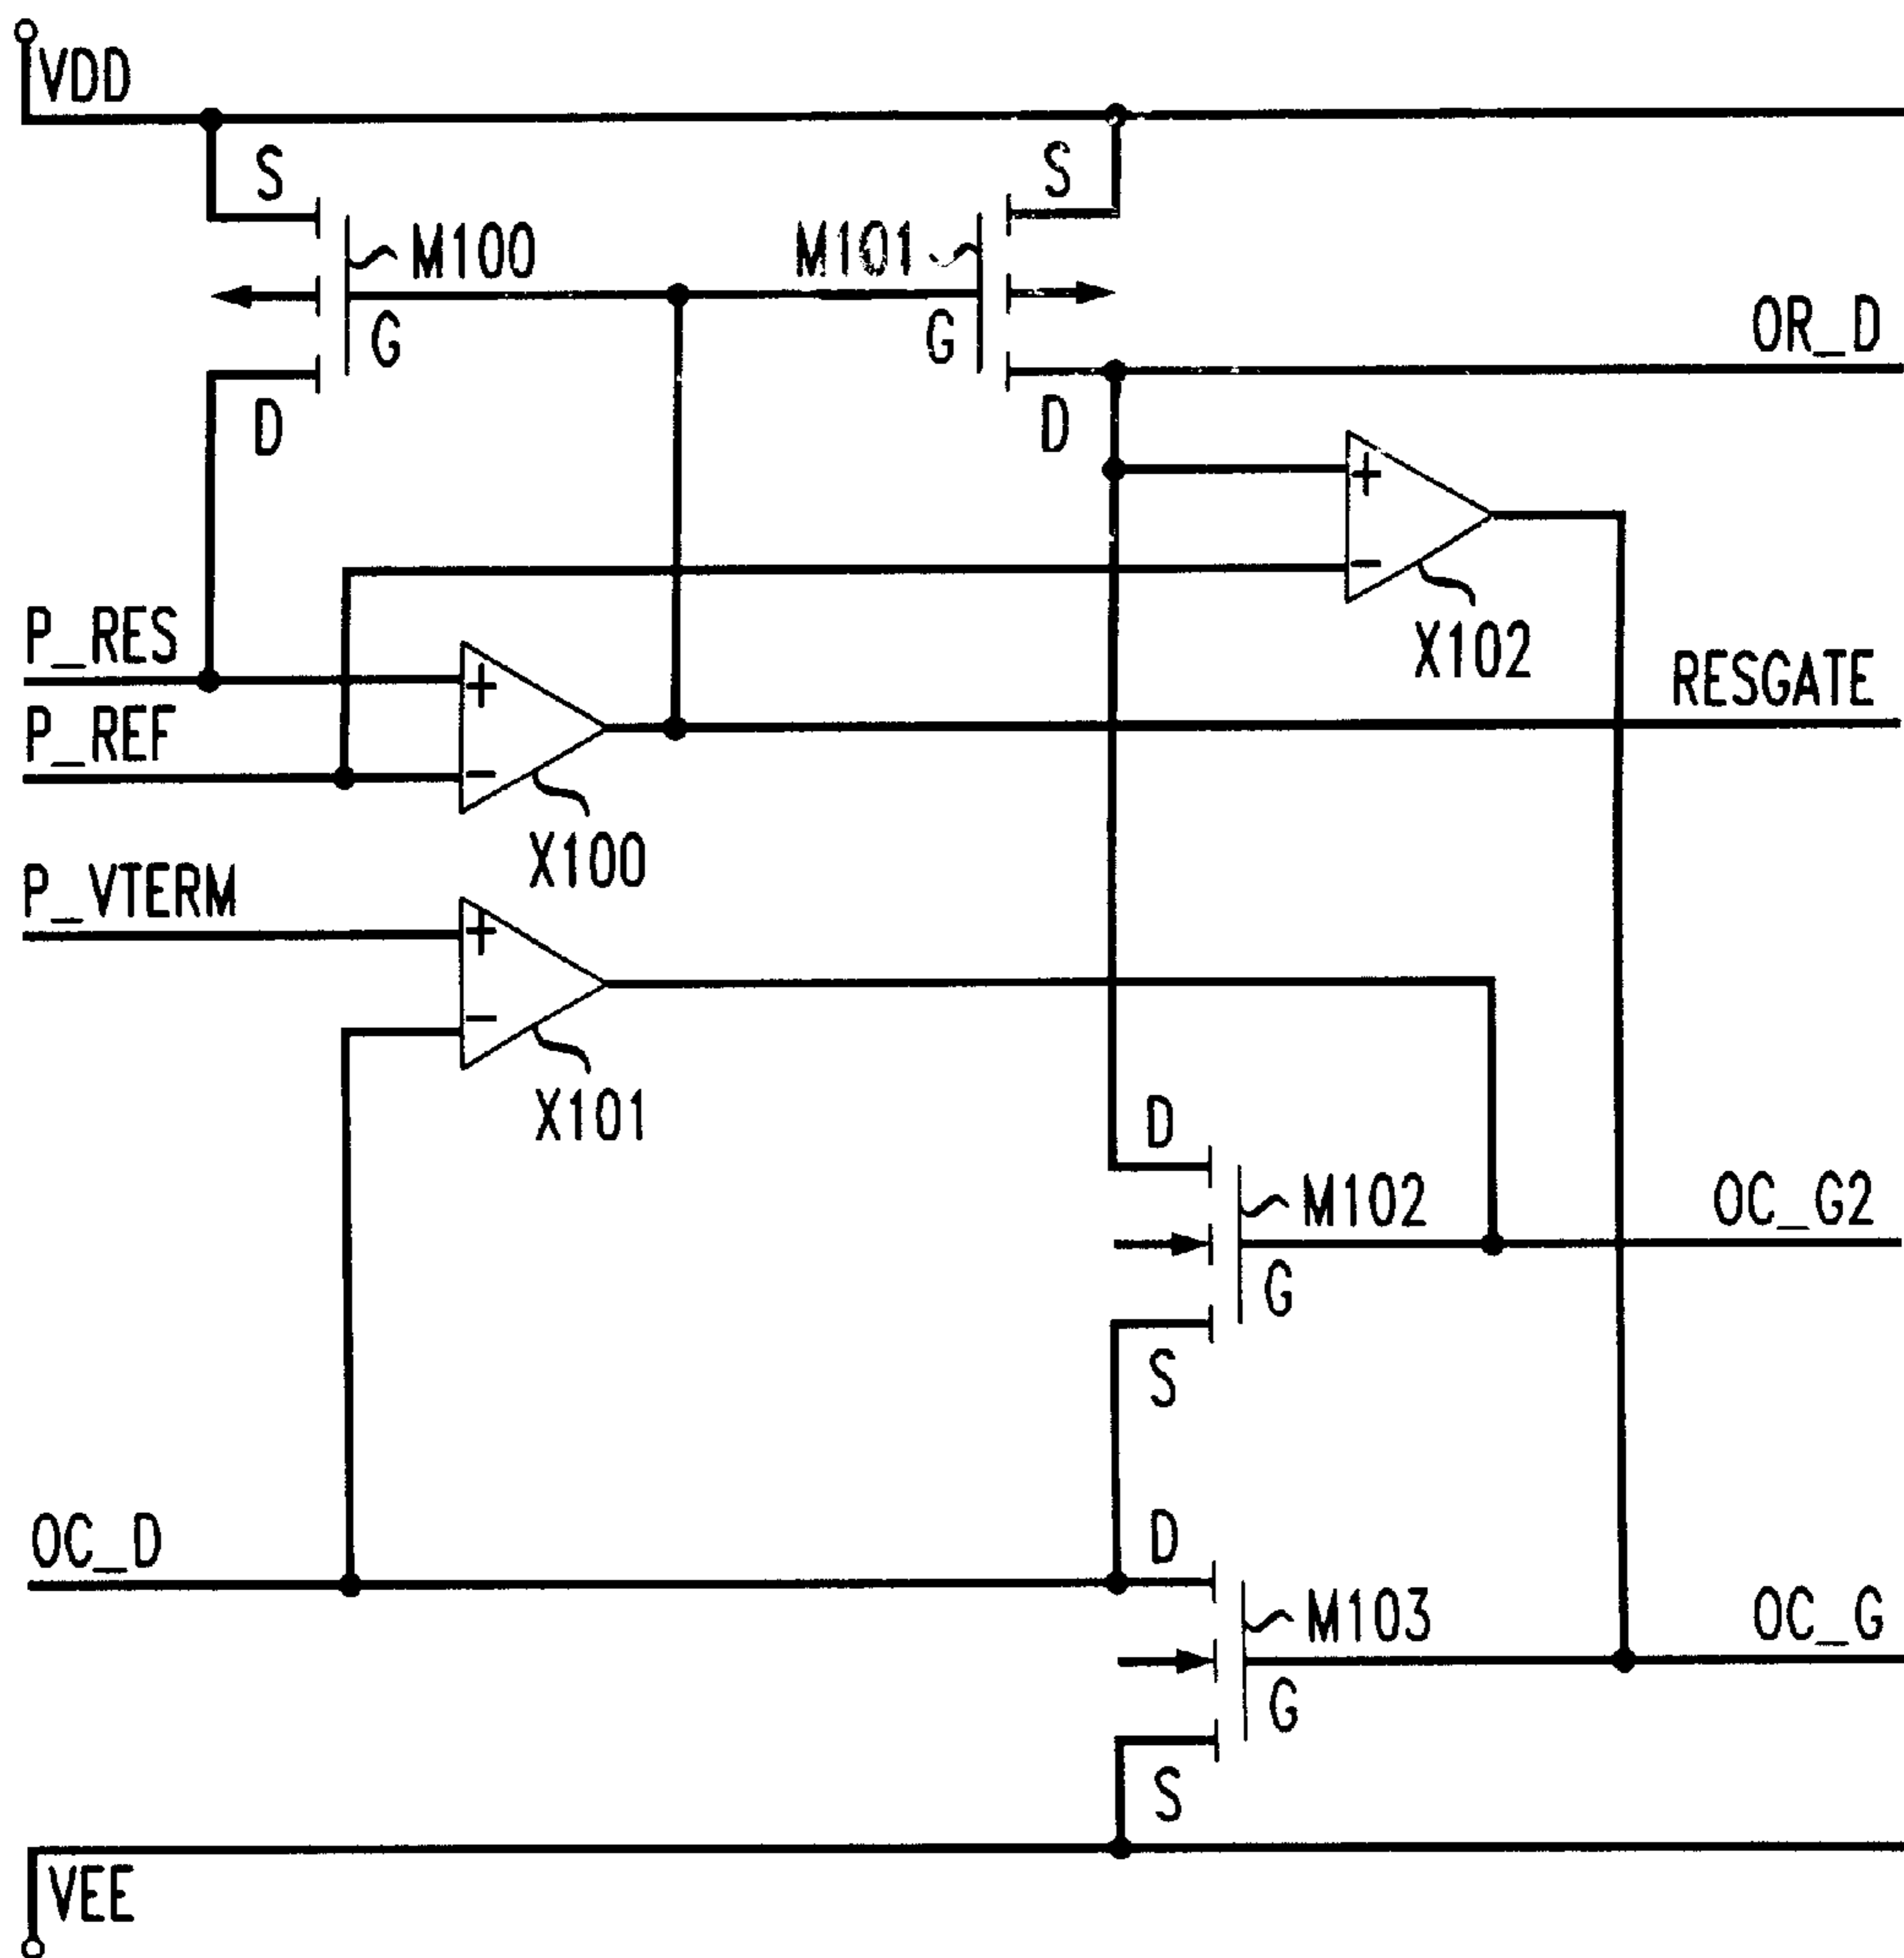 VDD
S
S
M100
M101
G
G
OR_D
D
D
+
-
P_RES
+
X102
RESGATE
P_REF
-
X100
P_VTERM
+
-
X101
D
M102
OC_G2
G
S
OC_D
D
M103
OC_G
G
S
VEE